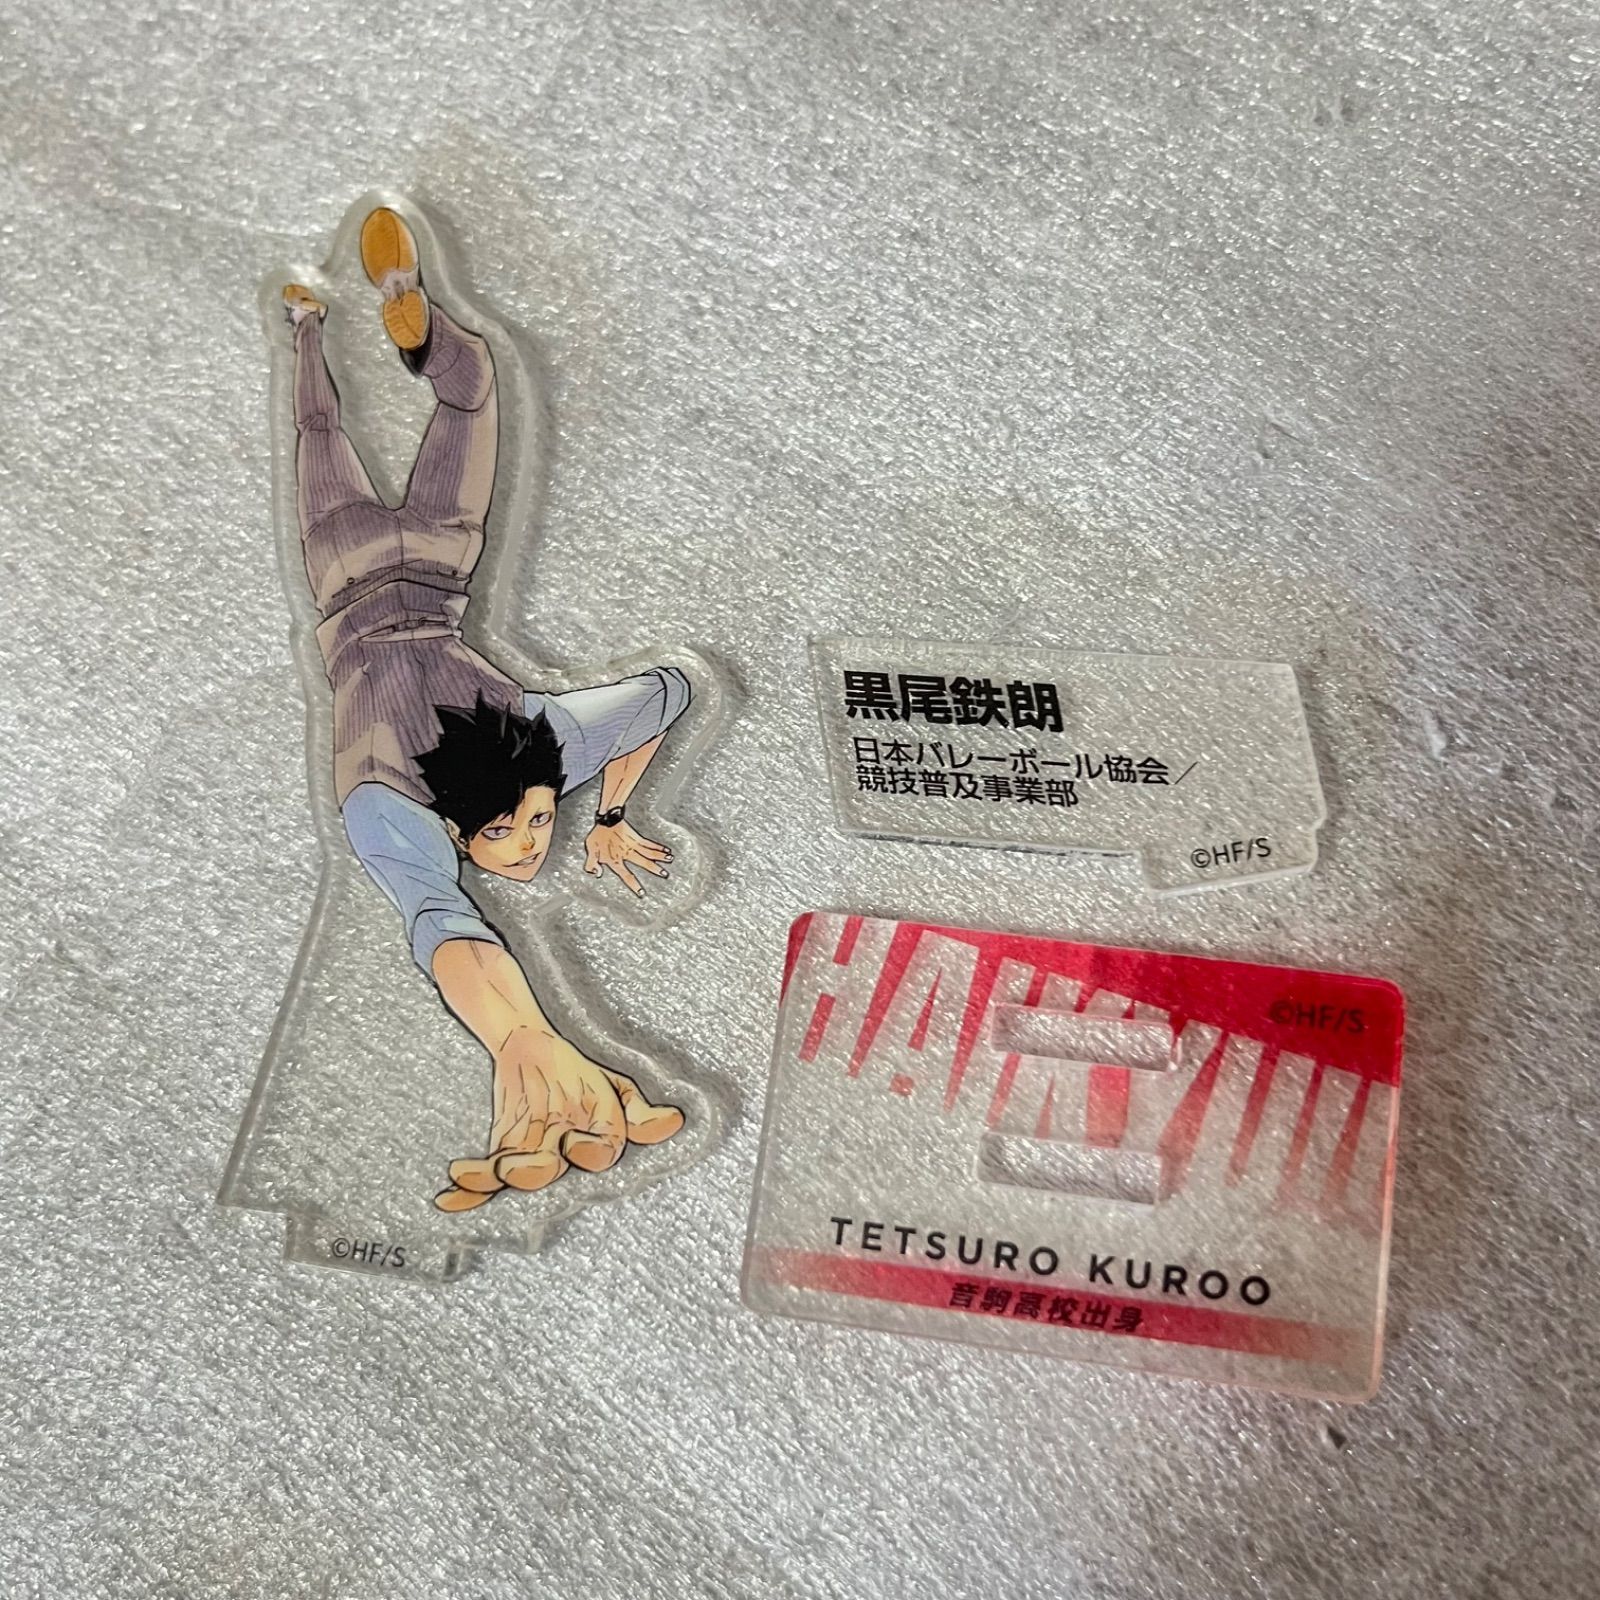 黒尾鉄朗
日本バレーボール協会／
競技普及事業部
©HF/S
©HF/S
HAIKYU!!
©HF/S
TETSURO KUROO
音駒高校出身